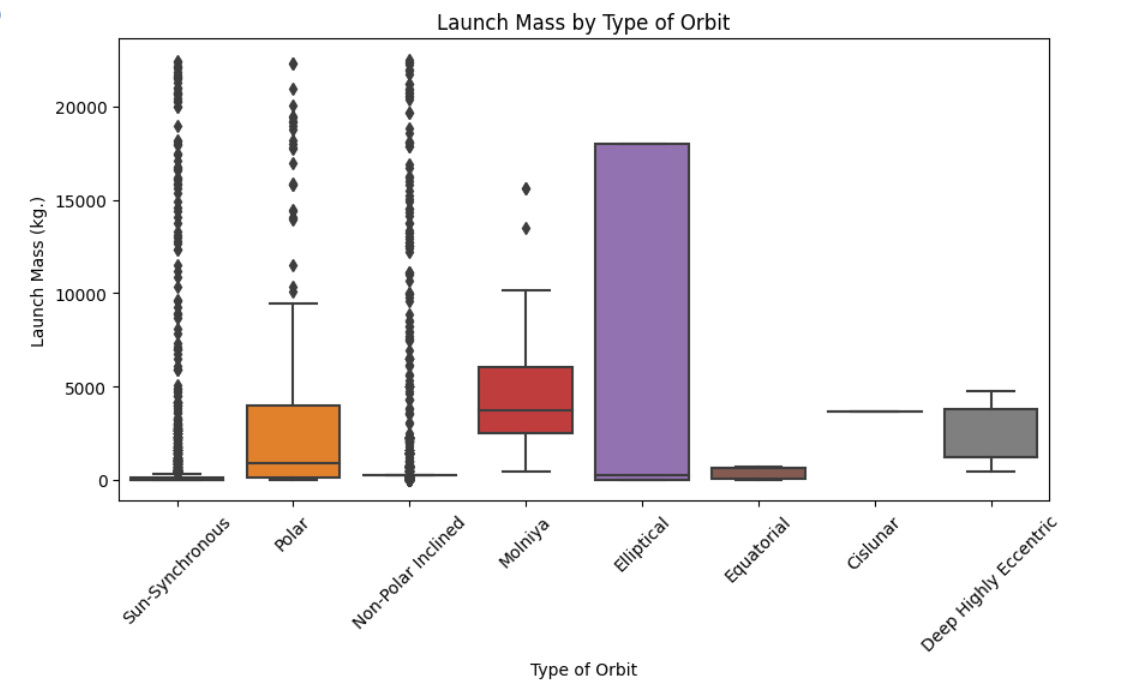 Launch Mass by Type of Orbit
Launch Mass (kg.)
20000
15000
10000
5000
0
Sun-Synchronous
Polar
Non-Polar Inclined
Molniya
Elliptical
Equatorial
Cislunar
Deep Highly Eccentric
Type of Orbit